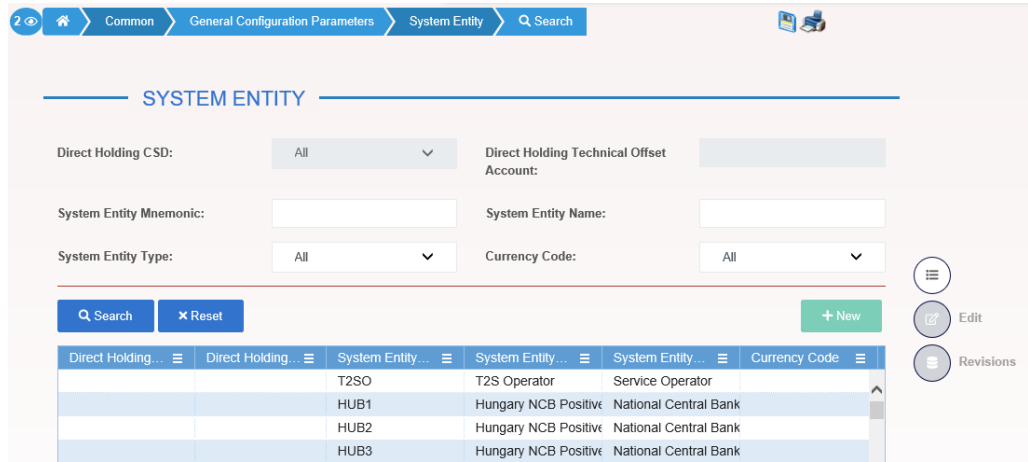 2 Common General Configuration Parameters System Entity Search
SYSTEM ENTITY
Direct Holding CSD: All Direct Holding Technical Offset
Account:
System Entity Mnemonic: System Entity Name:
System Entity Type: All Currency Code: All
Search Reset + New
Edit
Revisions
Direct Holding... Direct Holding... System Entity... System Entity... System Entity... Currency Code
T2SO T2S Operator Service Operator
HUB1 Hungary NCB Positive National Central Bank
HUB2 Hungary NCB Positive National Central Bank
HUB3 Hungary NCB Positive National Central Bank